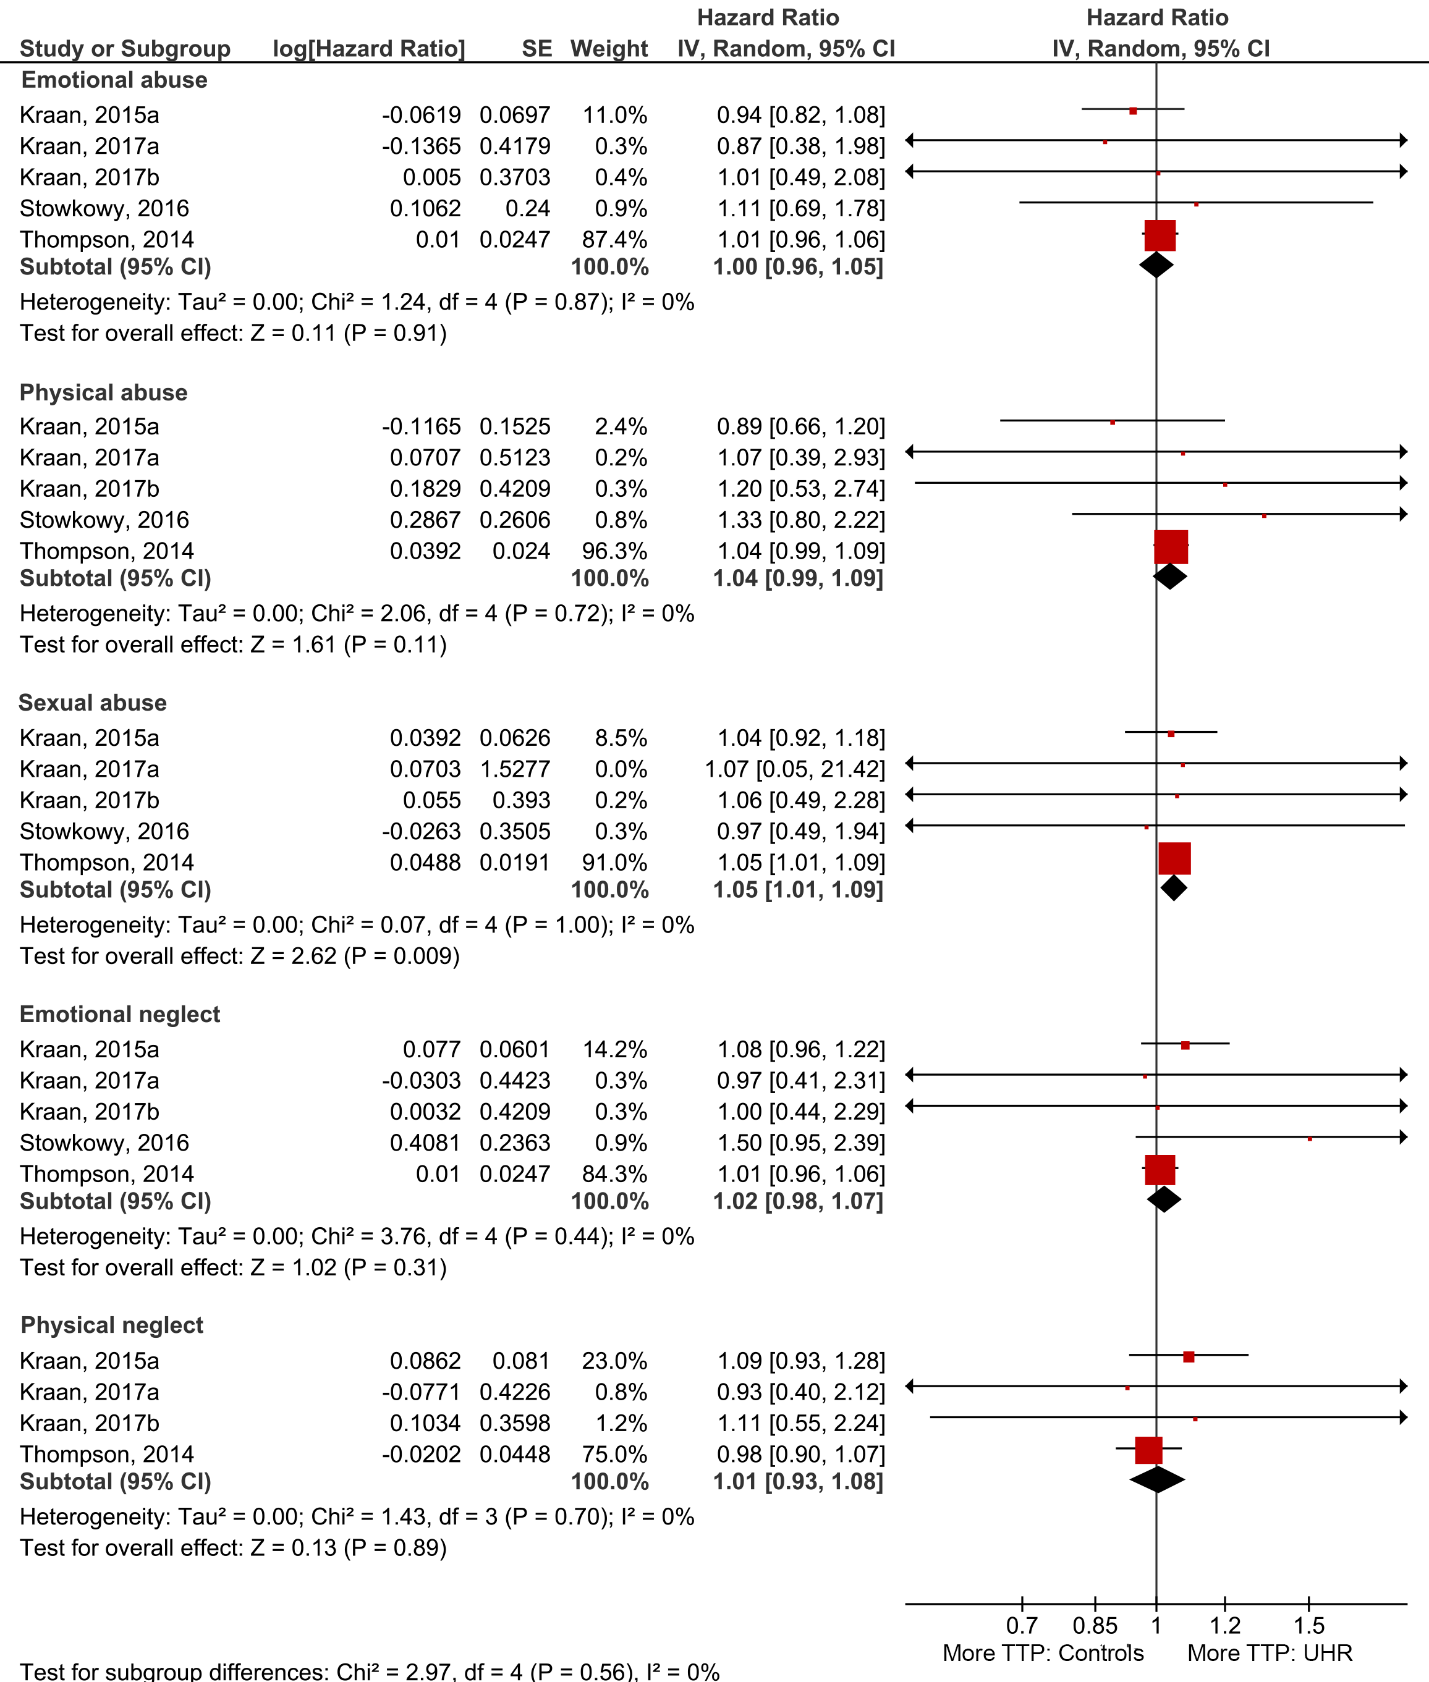 Hazard Ratio Hazard Ratio
Study or Subgroup log[Hazard Ratio] SE Weight IV, Random, 95% CI IV, Random, 95% CI
Emotional abuse
Kraan, 2015a -0.0619 0.0697 11.0% 0.94 [0.82, 1.08]
Kraan, 2017a -0.1365 0.4179 0.3% 0.87 [0.38, 1.98]
Kraan, 2017b 0.005 0.3703 0.4% 1.01 [0.49, 2.08]
Stowkowy, 2016 0.1062 0.24 0.9% 1.11 [0.69, 1.78]
Thompson, 2014 0.01 0.0247 87.4% 1.01 [0.96, 1.06]
Subtotal (95% CI) 100.0% 1.00 [0.96, 1.05]
Heterogeneity: Tau² = 0.00; Chi² = 1.24, df = 4 (P = 0.87); I² = 0%
Test for overall effect: Z = 0.11 (P = 0.91)
Physical abuse
Kraan, 2015a -0.1165 0.1525 2.4% 0.89 [0.66, 1.20]
Kraan, 2017a 0.0707 0.5123 0.2% 1.07 [0.39, 2.93]
Kraan, 2017b 0.1829 0.4209 0.3% 1.20 [0.53, 2.74]
Stowkowy, 2016 0.2867 0.2606 0.8% 1.33 [0.80, 2.22]
Thompson, 2014 0.0392 0.024 96.3% 1.04 [0.99, 1.09]
Subtotal (95% CI) 100.0% 1.04 [0.99, 1.09]
Heterogeneity: Tau² = 0.00; Chi² = 2.06, df = 4 (P = 0.72); I² = 0%
Test for overall effect: Z = 1.61 (P = 0.11)
Sexual abuse
Kraan, 2015a 0.0392 0.0626 8.5% 1.04 [0.92, 1.18]
Kraan, 2017a 0.0703 1.5277 0.0% 1.07 [0.05, 21.42]
Kraan, 2017b 0.055 0.393 0.2% 1.06 [0.49, 2.28]
Stowkowy, 2016 -0.0263 0.3505 0.3% 0.97 [0.49, 1.94]
Thompson, 2014 0.0488 0.0191 91.0% 1.05 [1.01, 1.09]
Subtotal (95% CI) 100.0% 1.05 [1.01, 1.09]
Heterogeneity: Tau² = 0.00; Chi² = 0.07, df = 4 (P = 1.00); I² = 0%
Test for overall effect: Z = 2.62 (P = 0.009)
Emotional neglect
Kraan, 2015a 0.077 0.0601 14.2% 1.08 [0.96, 1.22]
Kraan, 2017a -0.0303 0.4423 0.3% 0.97 [0.41, 2.31]
Kraan, 2017b 0.0032 0.4209 0.3% 1.00 [0.44, 2.29]
Stowkowy, 2016 0.4081 0.2363 0.9% 1.50 [0.95, 2.39]
Thompson, 2014 0.01 0.0247 84.3% 1.01 [0.96, 1.06]
Subtotal (95% CI) 100.0% 1.02 [0.98, 1.07]
Heterogeneity: Tau² = 0.00; Chi² = 3.76, df = 4 (P = 0.44); I² = 0%
Test for overall effect: Z = 1.02 (P = 0.31)
Physical neglect
Kraan, 2015a 0.0862 0.081 23.0% 1.09 [0.93, 1.28]
Kraan, 2017a -0.0771 0.4226 0.8% 0.93 [0.40, 2.12]
Kraan, 2017b 0.1034 0.3598 1.2% 1.11 [0.55, 2.24]
Thompson, 2014 -0.0202 0.0448 75.0% 0.98 [0.90, 1.07]
Subtotal (95% CI) 100.0% 1.01 [0.93, 1.08]
Heterogeneity: Tau² = 0.00; Chi² = 1.43, df = 3 (P = 0.70); I² = 0%
Test for overall effect: Z = 0.13 (P = 0.89)
0.7 0.85 1 1.2 1.5
More TTP: Controls More TTP: UHR
Test for subgroup differences: Chi² = 2.97, df = 4 (P = 0.56), I² = 0%